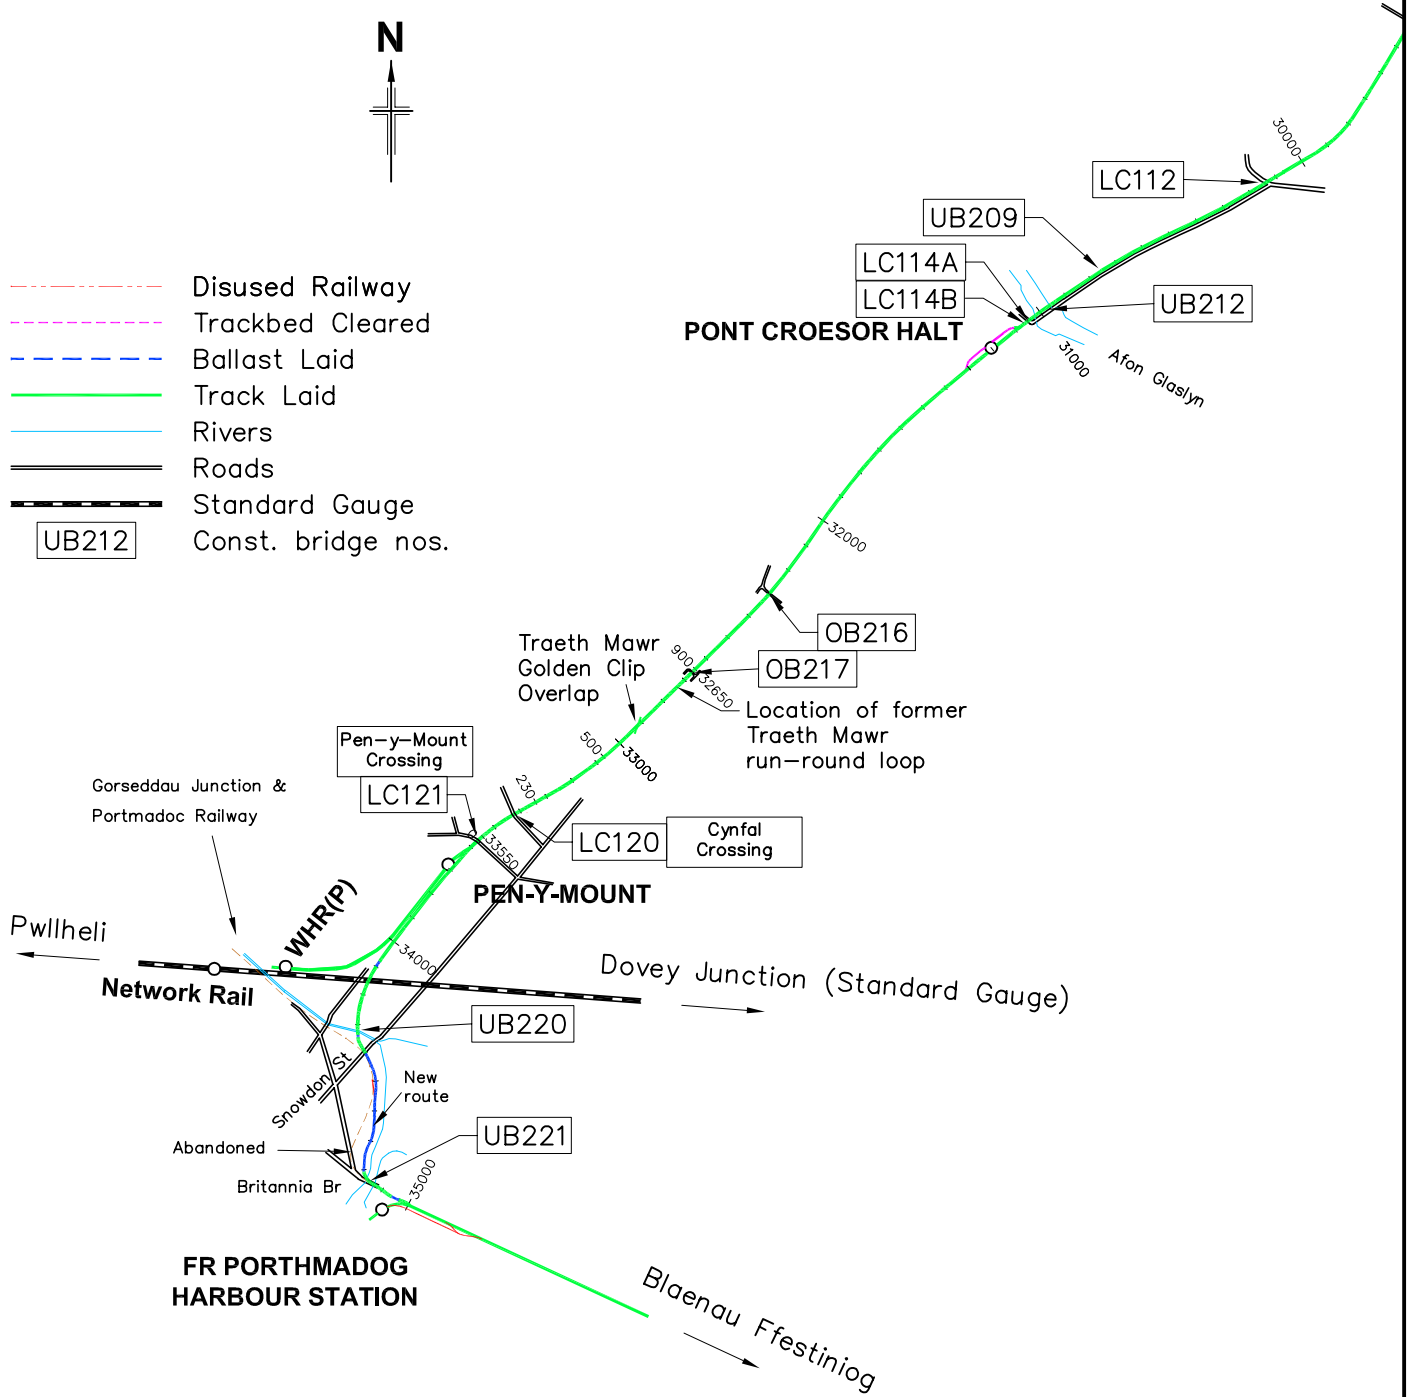 N
30000
LC112
UB209
LC114A
LC114B
UB212
PONT CROESOR HALT
31000
Afon Glaslyn
Disused Railway
Trackbed Cleared
Ballast Laid
Track Laid
Rivers
Roads
Standard Gauge
UB212
Const. bridge nos.
32000
OB216
OB217
900
32650
Traeth Mawr
Golden Clip
Overlap
Location of former
Traeth Mawr
run-round loop
500
33000
Pen-y-Mount
Crossing
LC121
230
Gorseddau Junction &
Portmadoc Railway
33550
LC120
Cynfal
Crossing
PEN-Y-MOUNT
WHR(P)
Pwllheli
34000
Network Rail
Dovey Junction (Standard Gauge)
UB220
Snowdon St
New
route
UB221
Abandoned
Britannia Br
35000
FR PORTHMADOG
HARBOUR STATION
Blaenau Ffestiniog